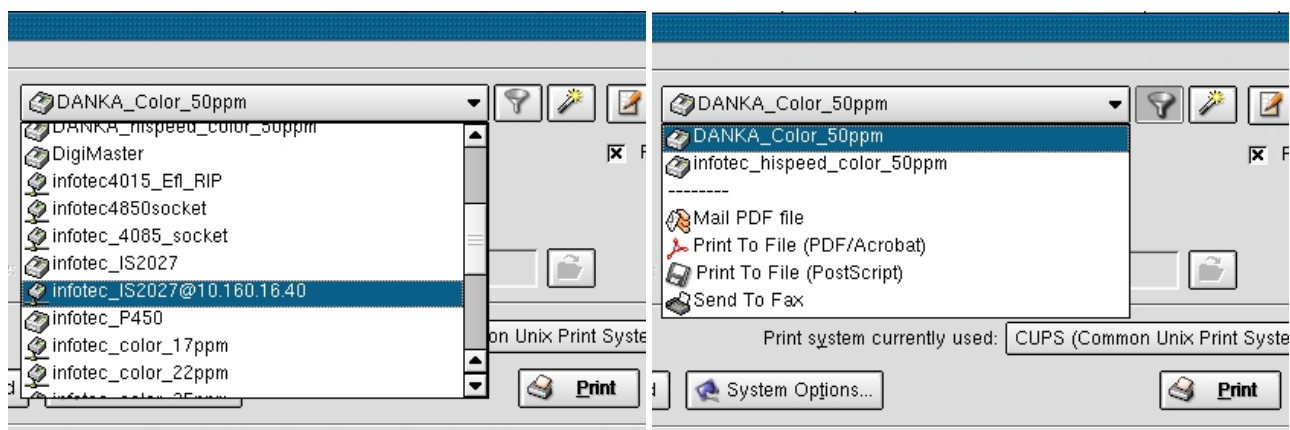 DANKA_Color_50ppm
DANKA_hispeed_color_50ppm
DigiMaster
infotec4015_Efl_RIP
infotec4850socket
infotec_4085_socket
infotec_IS2027
infotec_IS2027@10.160.16.40
infotec_P450
infotec_color_17ppm
infotec_color_22ppm
infotec_color_35ppm
on Unix Print Syste
Print
DANKA_Color_50ppm
DANKA_Color_50ppm
infotec_hispeed_color_50ppm
--------
Mail PDF file
Print To File (PDF/Acrobat)
Print To File (PostScript)
Send To Fax
Print system currently used: CUPS (Common Unix Print Syste
System Options...
Print